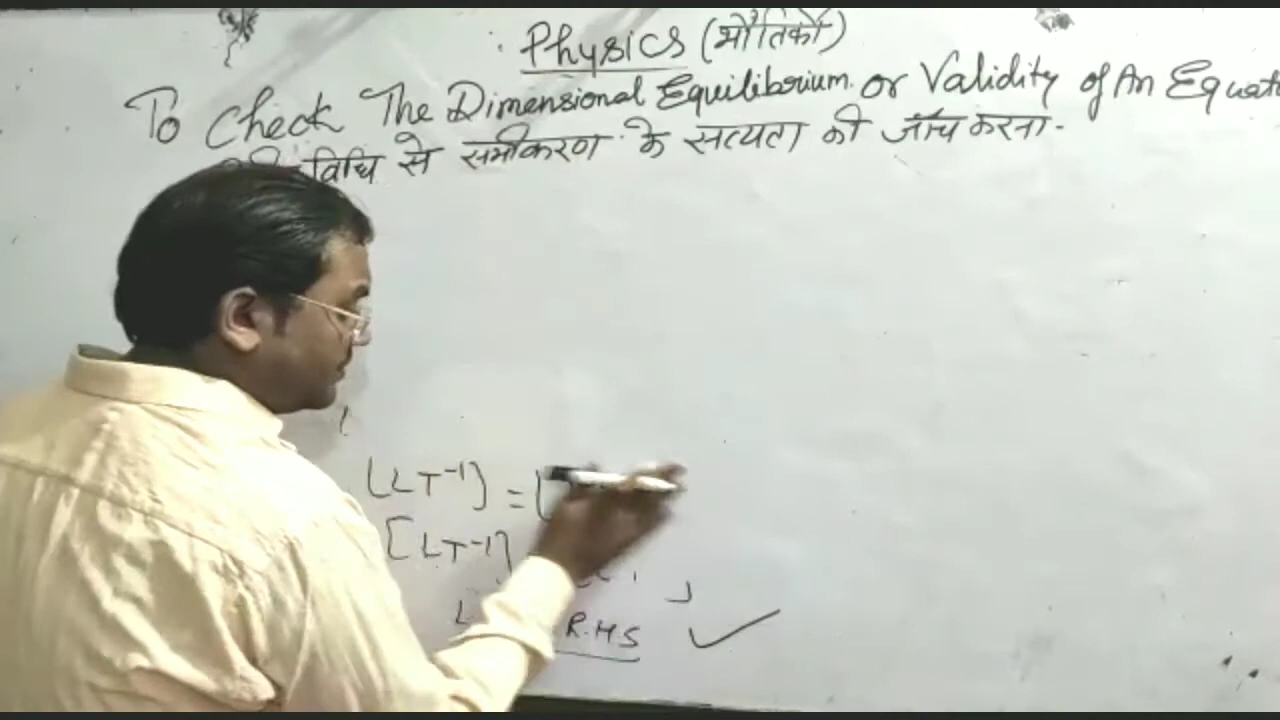 Physics (भौतिकी)
To Check The Dimensional Equilibrium or Validity of An Equat
विधि से समीकरण के सत्यता की जाँच करना-
[LT⁻¹] = [
[LT⁻¹]
R.H.S